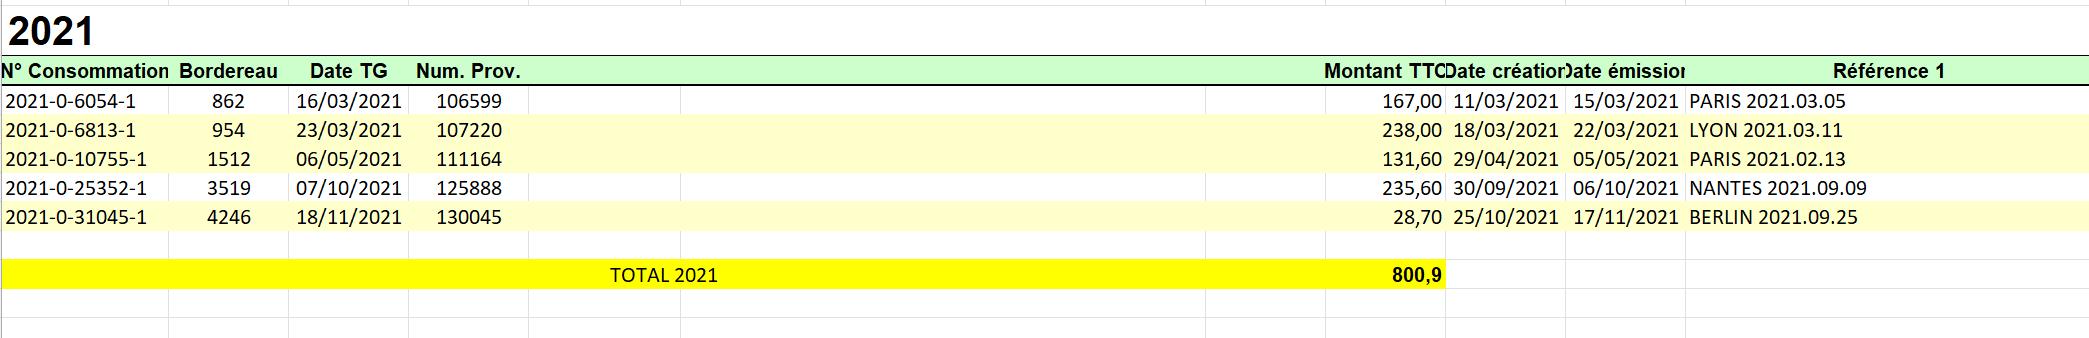 2021
N° Consommation Bordereau Date TG Num. Prov. Montant TTC Date création Date émission Référence 1
2021-0-6054-1 862 16/03/2021 106599 167,00 11/03/2021 15/03/2021 PARIS 2021.03.05
2021-0-6813-1 954 23/03/2021 107220 238,00 18/03/2021 22/03/2021 LYON 2021.03.11
2021-0-10755-1 1512 06/05/2021 111164 131,60 29/04/2021 05/05/2021 PARIS 2021.02.13
2021-0-25352-1 3519 07/10/2021 125888 235,60 30/09/2021 06/10/2021 NANTES 2021.09.09
2021-0-31045-1 4246 18/11/2021 130045 28,70 25/10/2021 17/11/2021 BERLIN 2021.09.25
TOTAL 2021 800,9